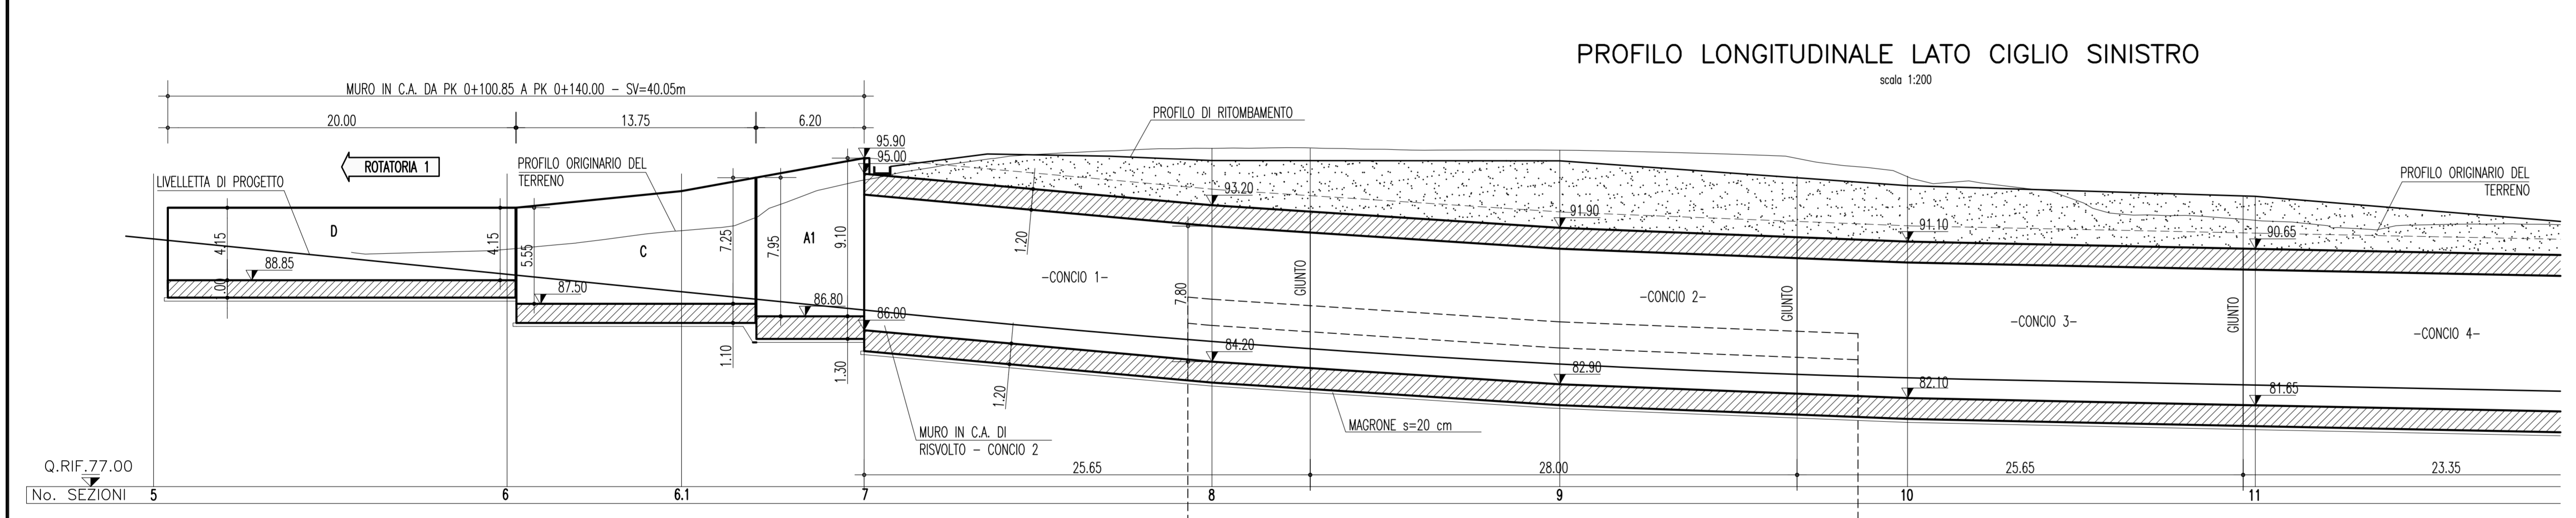 PROFILO LONGITUDINALE LATO CIGLIO SINISTRO
scala 1:200
MURO IN C.A. DA PK 0+100.85 A PK 0+140.00 – SV=40.05m
20.00
13.75
6.20
ROTATORIA 1
LIVELLETTA DI PROGETTO
PROFILO ORIGINARIO DEL
TERRENO
PROFILO DI RITOMBAMENTO
PROFILO ORIGINARIO DEL
TERRENO
95.90
95.00
93.20
91.90
91.10
90.65
D
C
A1
4.15
4.15
5.55
7.25
7.95
9.10
1.20
7.80
88.85
.00
87.50
86.80
86.00
84.20
82.90
82.10
81.65
1.10
1.30
1.20
-CONCIO 1-
GIUNTO
-CONCIO 2-
GIUNTO
-CONCIO 3-
GIUNTO
-CONCIO 4-
MURO IN C.A. DI
RISVOLTO – CONCIO 2
MAGRONE s=20 cm
25.65
28.00
25.65
23.35
Q.RIF.77.00
No. SEZIONI
5
6
6.1
7
8
9
10
11